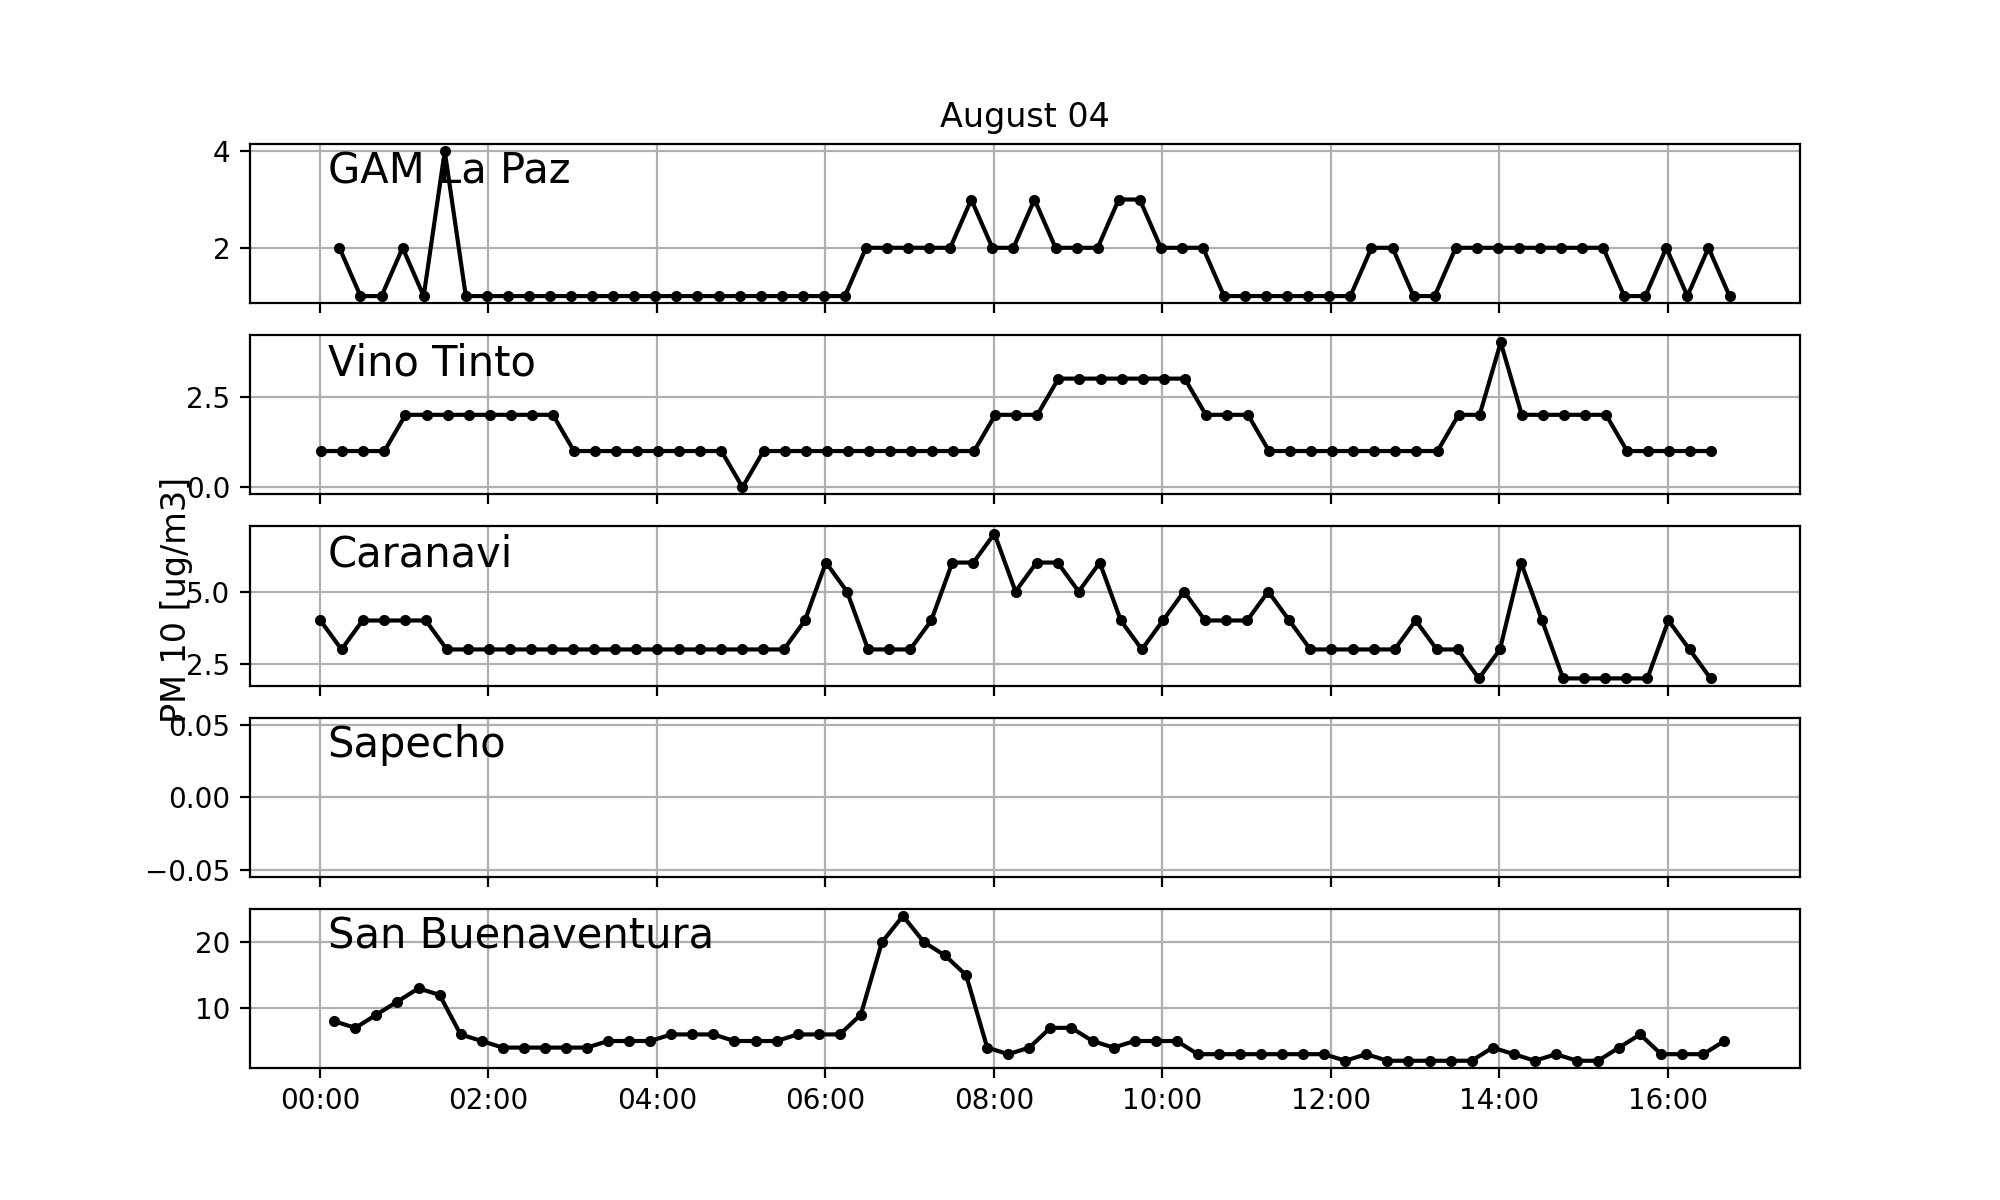 August 04
GAM La Paz
4
2
Vino Tinto
2.5
0.0
PM 10 [ug/m3]
Caranavi
5.0
2.5
Sapecho
0.05
0.00
−0.05
San Buenaventura
20
10
00:00 02:00 04:00 06:00 08:00 10:00 12:00 14:00 16:00